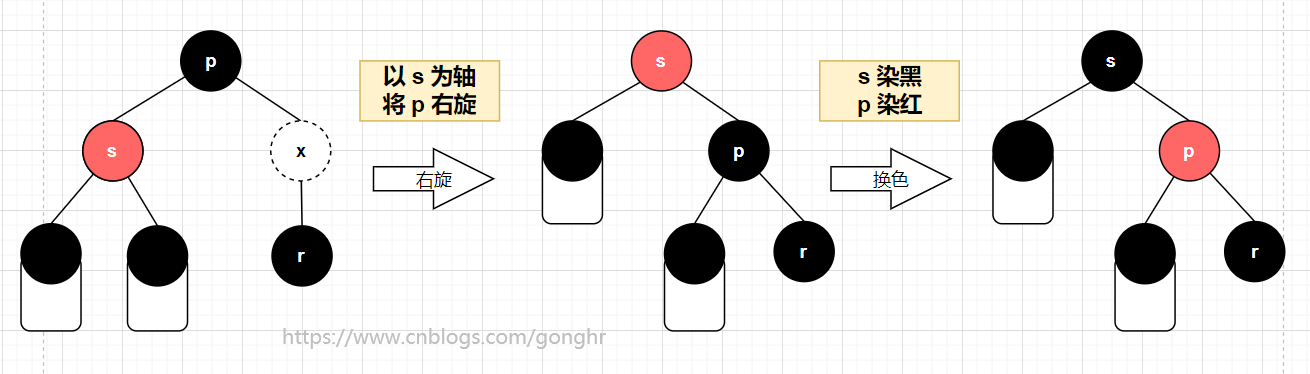 p
以 s 为轴
将 p 右旋
s
s 染黑
p 染红
s
s
x
右旋
p
换色
p
r
r
r
https://www.cnblogs.com/gonghr